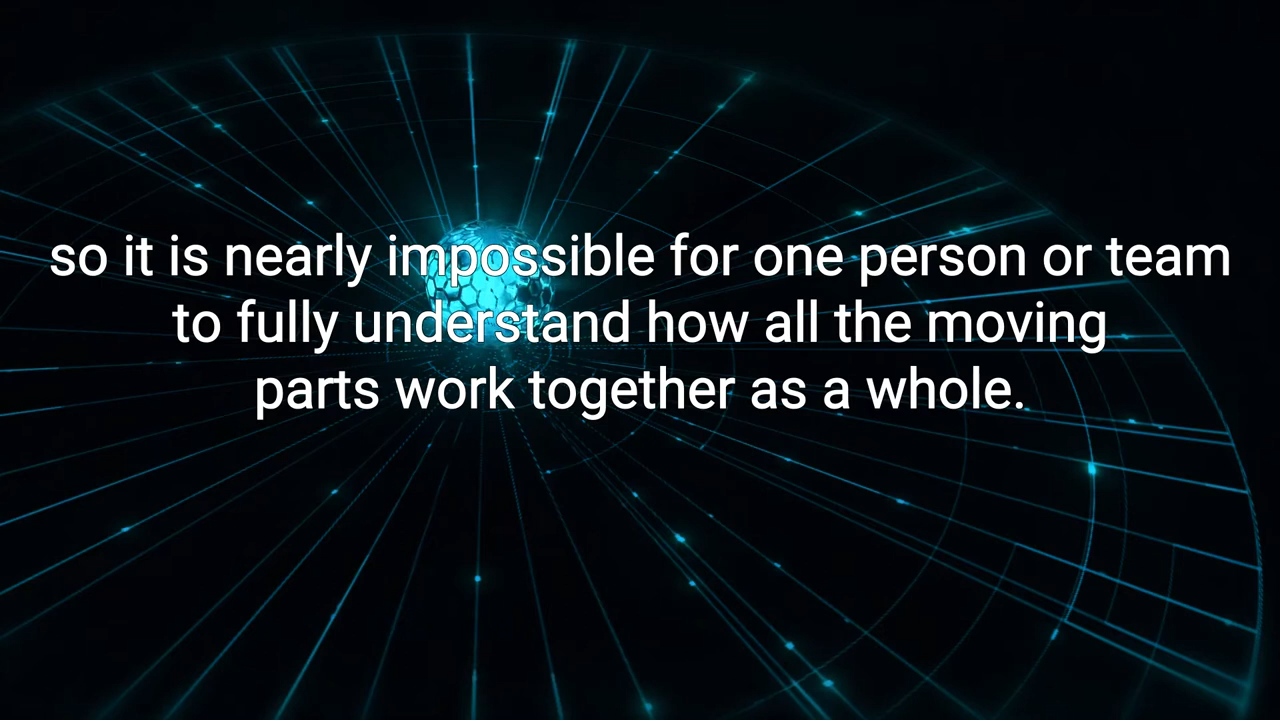 so it is nearly impossible for one person or team
to fully understand how all the moving
parts work together as a whole.